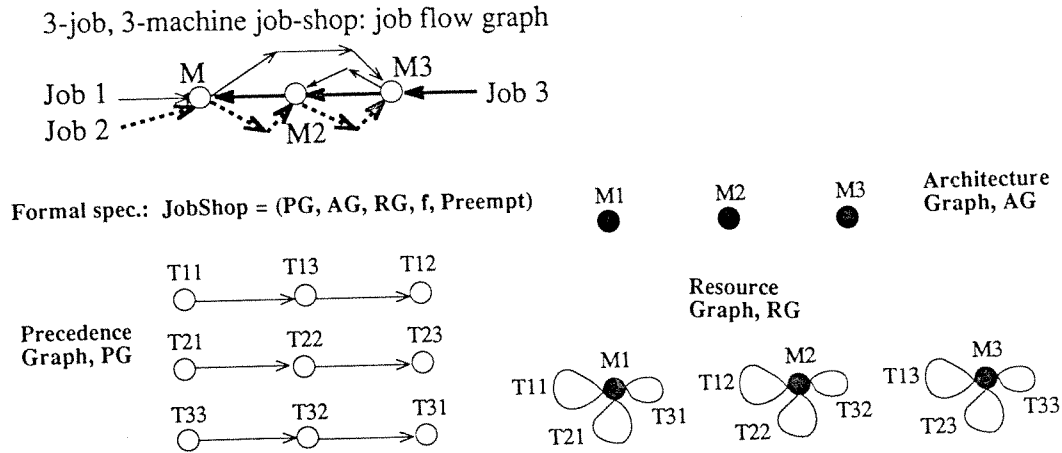 3-job, 3-machine job-shop: job flow graph
M
M3
Job 1
Job 3
Job 2
M2
Formal spec.: JobShop = (PG, AG, RG, f, Preempt)
M1
M2
M3
Architecture
Graph, AG
T11
T13
T12
Resource
Graph, RG
Precedence
Graph, PG
T21
T22
T23
M1
M2
M3
T11
T31
T21
T12
T32
T22
T13
T33
T23
T33
T32
T31